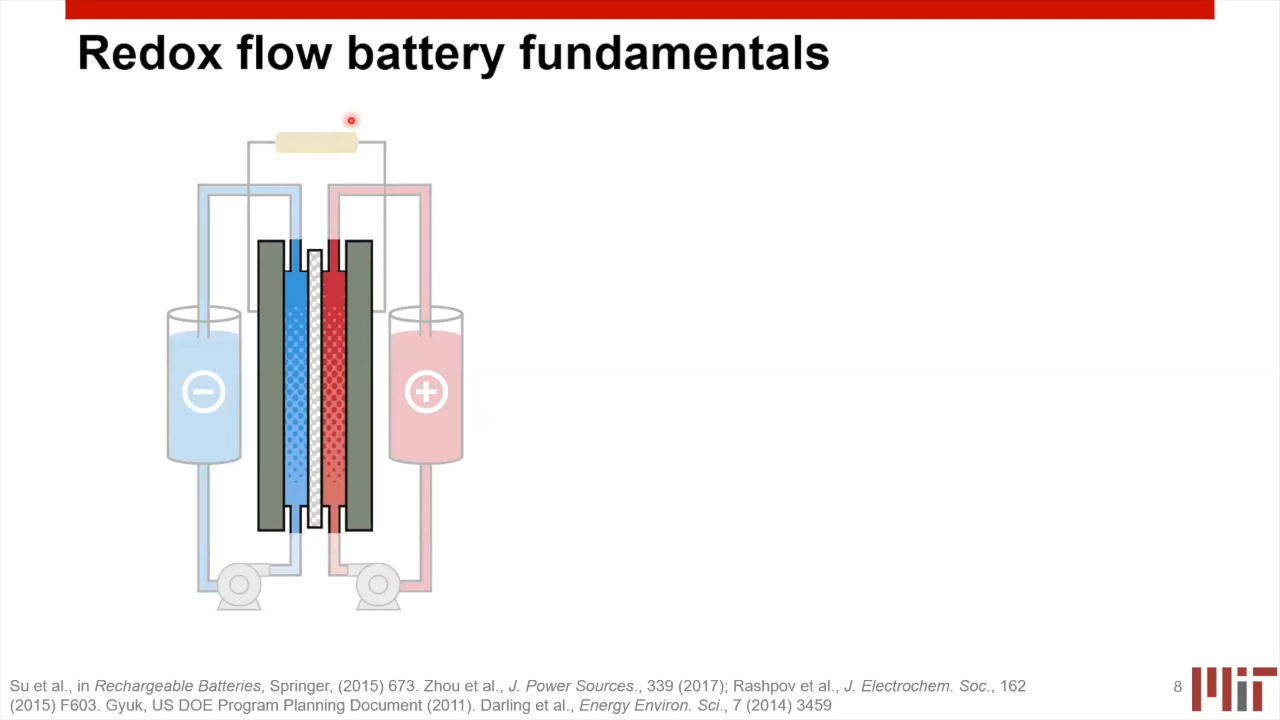 Redox flow battery fundamentals
Su et al., in Rechargeable Batteries, Springer, (2015) 673. Zhou et al., J. Power Sources., 339 (2017); Rashpov et al., J. Electrochem. Soc., 162
(2015) F603. Gyuk, US DOE Program Planning Document (2011). Darling et al., Energy Environ. Sci., 7 (2014) 3459
8
MIT